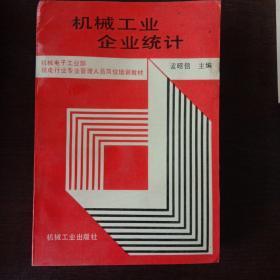 机械工业
企业统计
机械电子工业部
机电行业专业管理人员岗位培训教材
孟昭信 主编
机械工业出版社